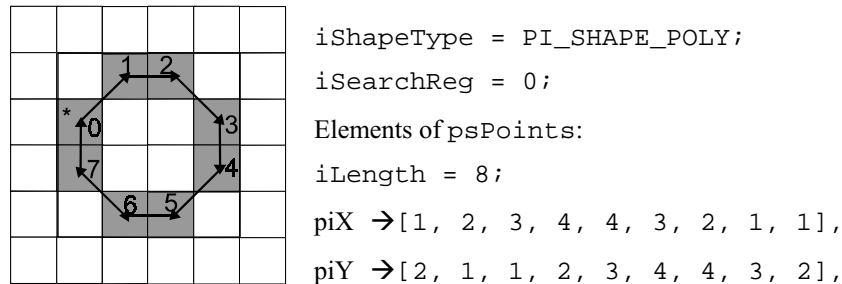 1 2
* 0 3
7 4
6 5
iShapeType = PI_SHAPE_POLY;
iSearchReg = 0;
Elements of psPoints:
iLength = 8;
piX →[1, 2, 3, 4, 4, 3, 2, 1, 1],
piY →[2, 1, 1, 2, 3, 4, 4, 3, 2],